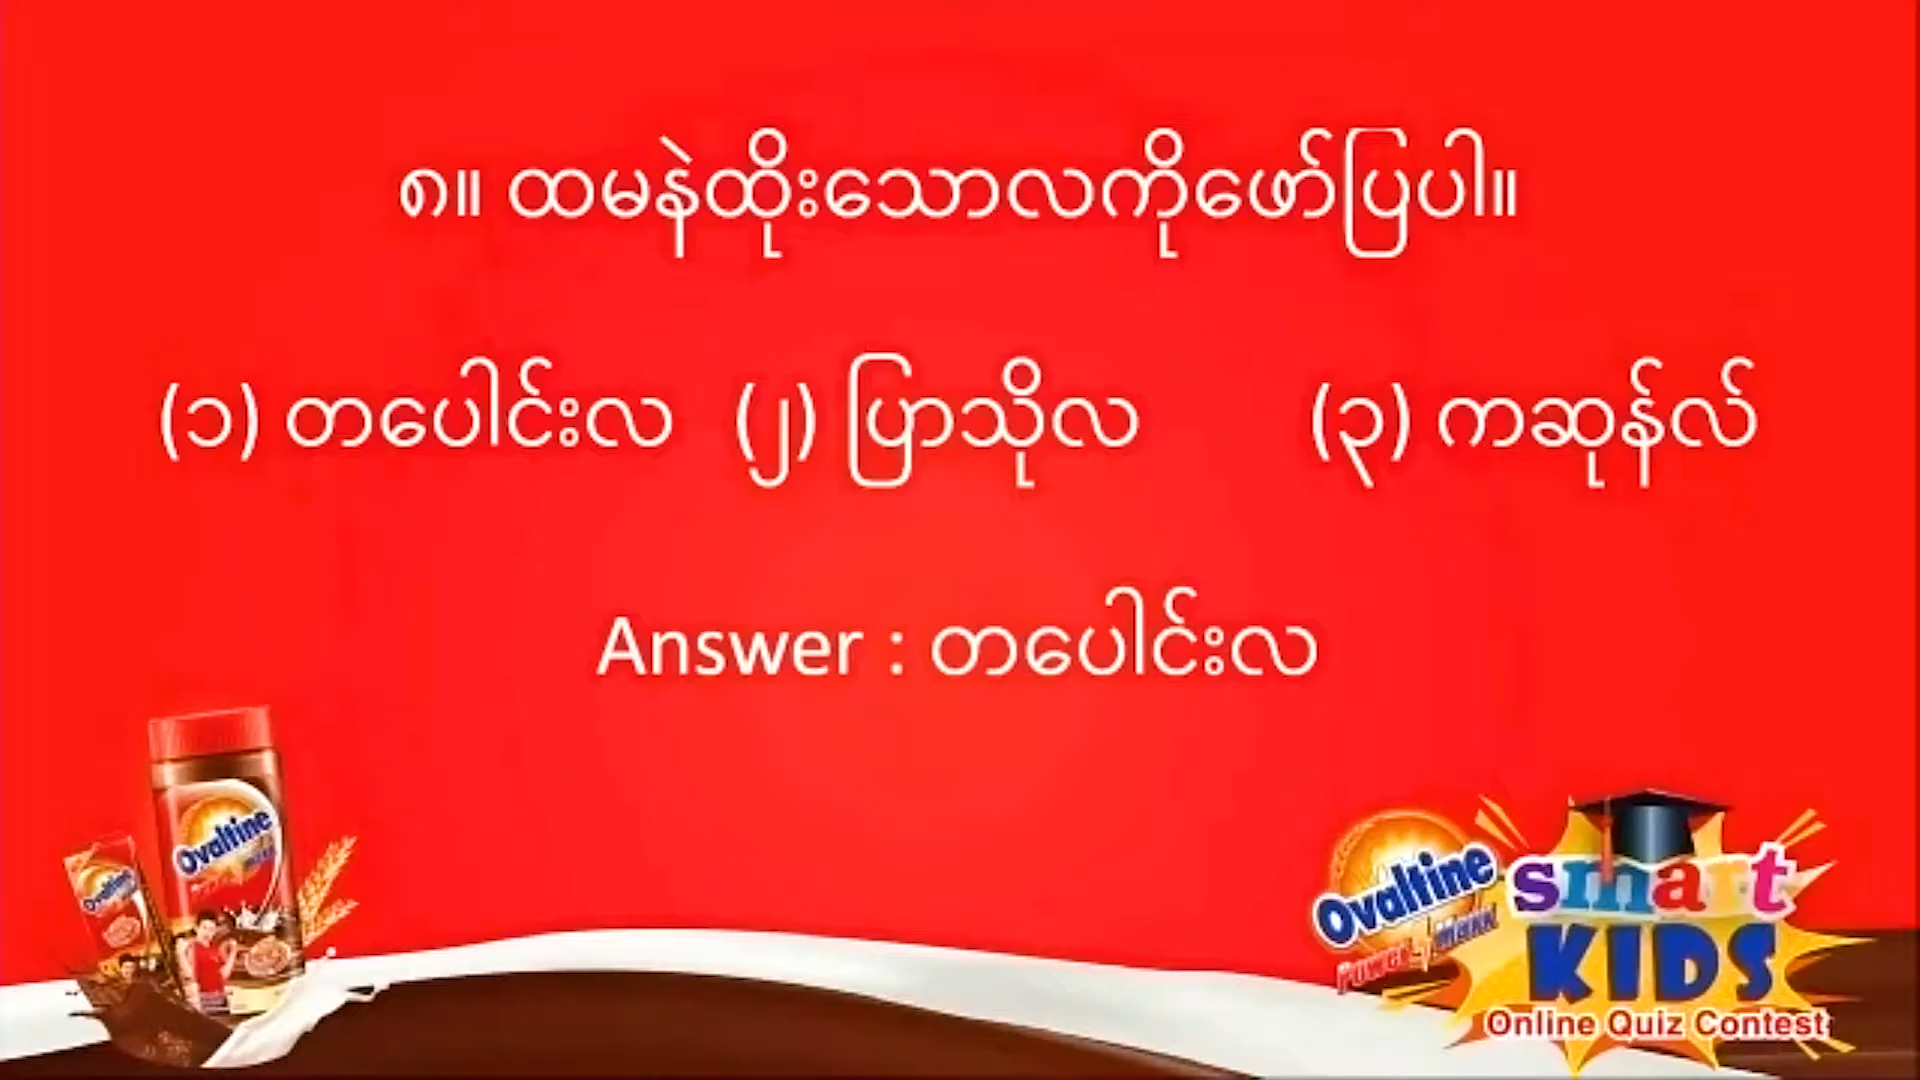 ၈။ ထမနဲထိုးသောလကိုဖော်ပြပါ။
(၁) တပေါင်းလ (၂) ပြာသိုလ (၃) ကဆုန်လ်
Answer : တပေါင်းလ
Ovaltine
Ovaltine
Ovaltine
smart
KIDS
Online Quiz Contest